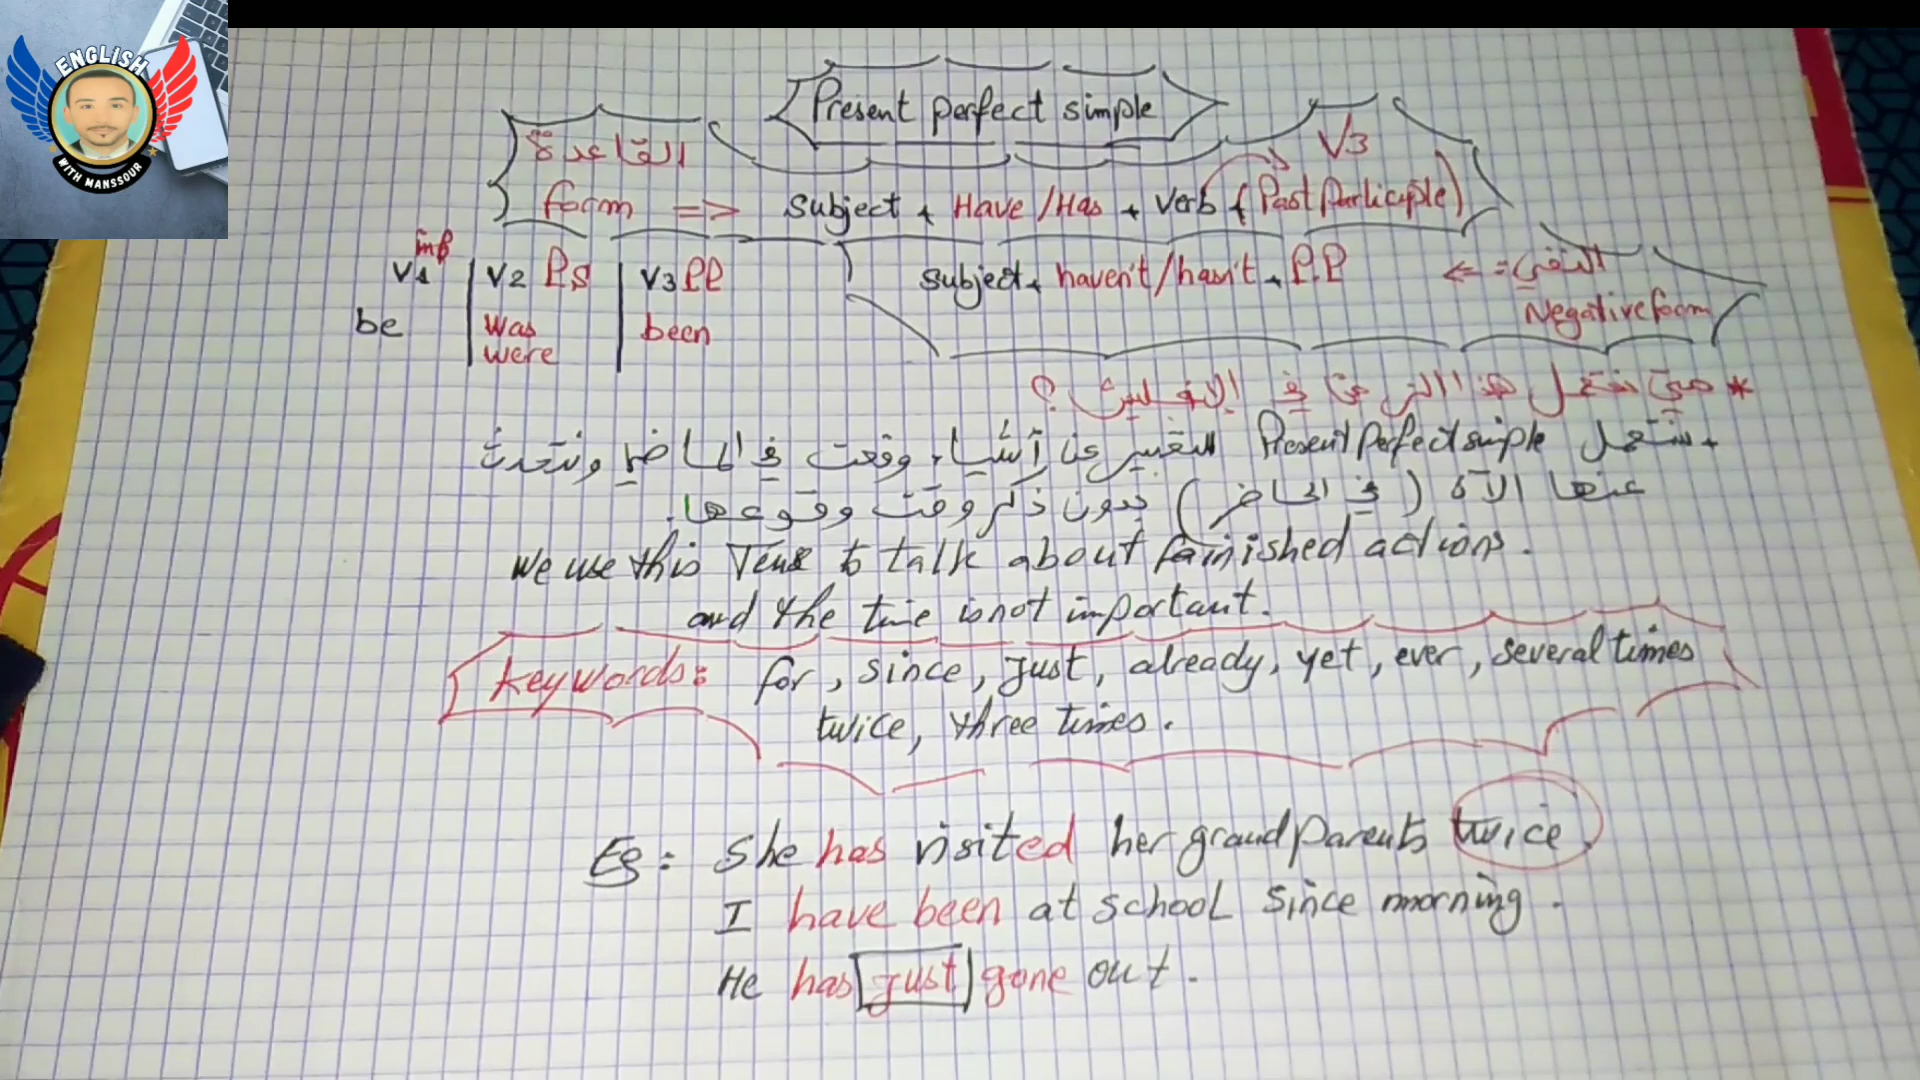 ENGLISH
WITH MANSSOUR
Present perfect simple
القاعدة
V3
form => subject + Have/Has + Verb (Past Participle)
inf
V1 | V2 P.S | V3 P.P
be | was were | been
subject + haven't/hasn't + P.P <= النفي
Negative form
* متى نستعمل هذا الزمن في الإنجليزية ؟
+ نستعمل Present Perfect simple للتعبير عن أشياء وقعت في الماضي ونتحدث
عنها الآن (في الحاضر) بدون ذكر وقت وقوعها.
We use this Tense to talk about fainished actions.
and the time is not important.
Keywords: for, since, just, already, yet, ever, several times
twice, three times.
Eg: She has visited her grandparents twice.
I have been at school since morning.
He has just gone out.